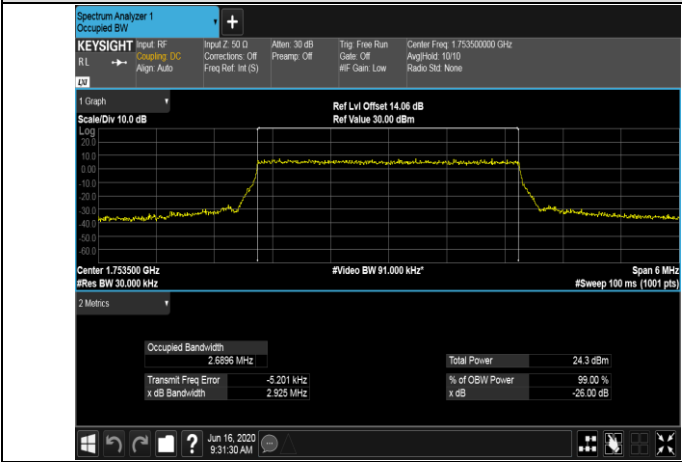 Spectrum Analyzer 1
Occupied BW
+
KEYSIGHT Input: RF
RL
Coupling: DC
Align: Auto
Input Z: 50 Ω
Corrections: Off
Freq Ref: Int (S)
Atten: 30 dB
Preamp: Off
Trig: Free Run
Gate: Off
#IF Gain: Low
Center Freq: 1.753500000 GHz
Avg|Hold: 10/10
Radio Std: None
LXI
1 Graph
Scale/Div 10.0 dB
Ref Lvl Offset 14.06 dB
Ref Value 30.00 dBm
Log
20.0
10.0
0.00
-10.0
-20.0
-30.0
-40.0
-50.0
-60.0
Center 1.753500 GHz
#Video BW 91.000 kHz*
Span 6 MHz
#Res BW 30.000 kHz
#Sweep 100 ms (1001 pts)
2 Metrics
Occupied Bandwidth
2.6896 MHz
Total Power 24.3 dBm
Transmit Freq Error -5.201 kHz
% of OBW Power 99.00 %
x dB Bandwidth 2.925 MHz
x dB -26.00 dB
?
Jun 16, 2020
9:31:30 AM